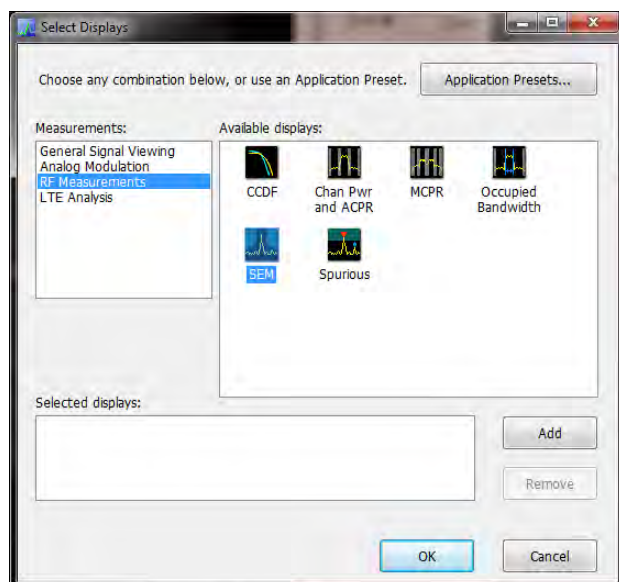 Select Displays
Choose any combination below, or use an Application Preset.
Application Presets...
Measurements:
General Signal Viewing
Analog Modulation
RF Measurements
LTE Analysis
Available displays:
CCDF
Chan Pwr
and ACPR
MCPR
Occupied
Bandwidth
SEM
Spurious
Selected displays:
Add
Remove
OK
Cancel